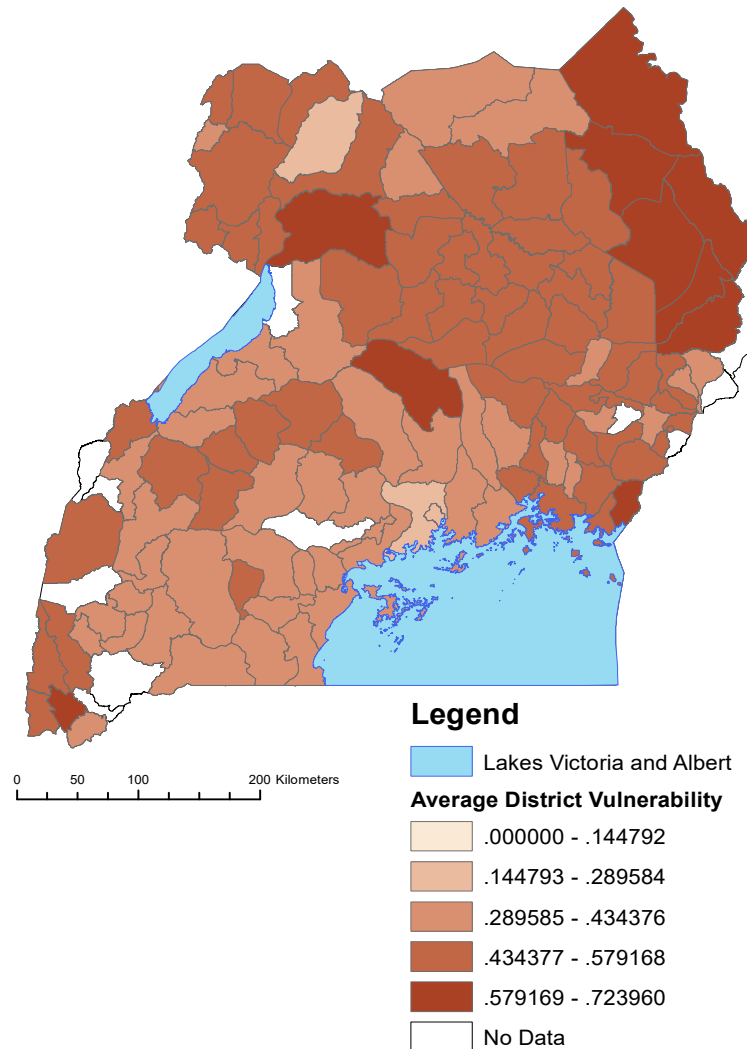 Legend
0 50 100 200 Kilometers
Lakes Victoria and Albert
Average District Vulnerability
.000000 - .144792
.144793 - .289584
.289585 - .434376
.434377 - .579168
.579169 - .723960
No Data